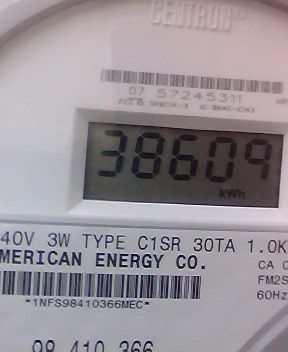 CENTRON
07 57245311
38609
kWh
40V 3W TYPE C1SR 30TA 1.0K
MERICAN ENERGY CO.
CA 0
FM2S
60Hz
*1NFS98410366MEC*
98 410 366